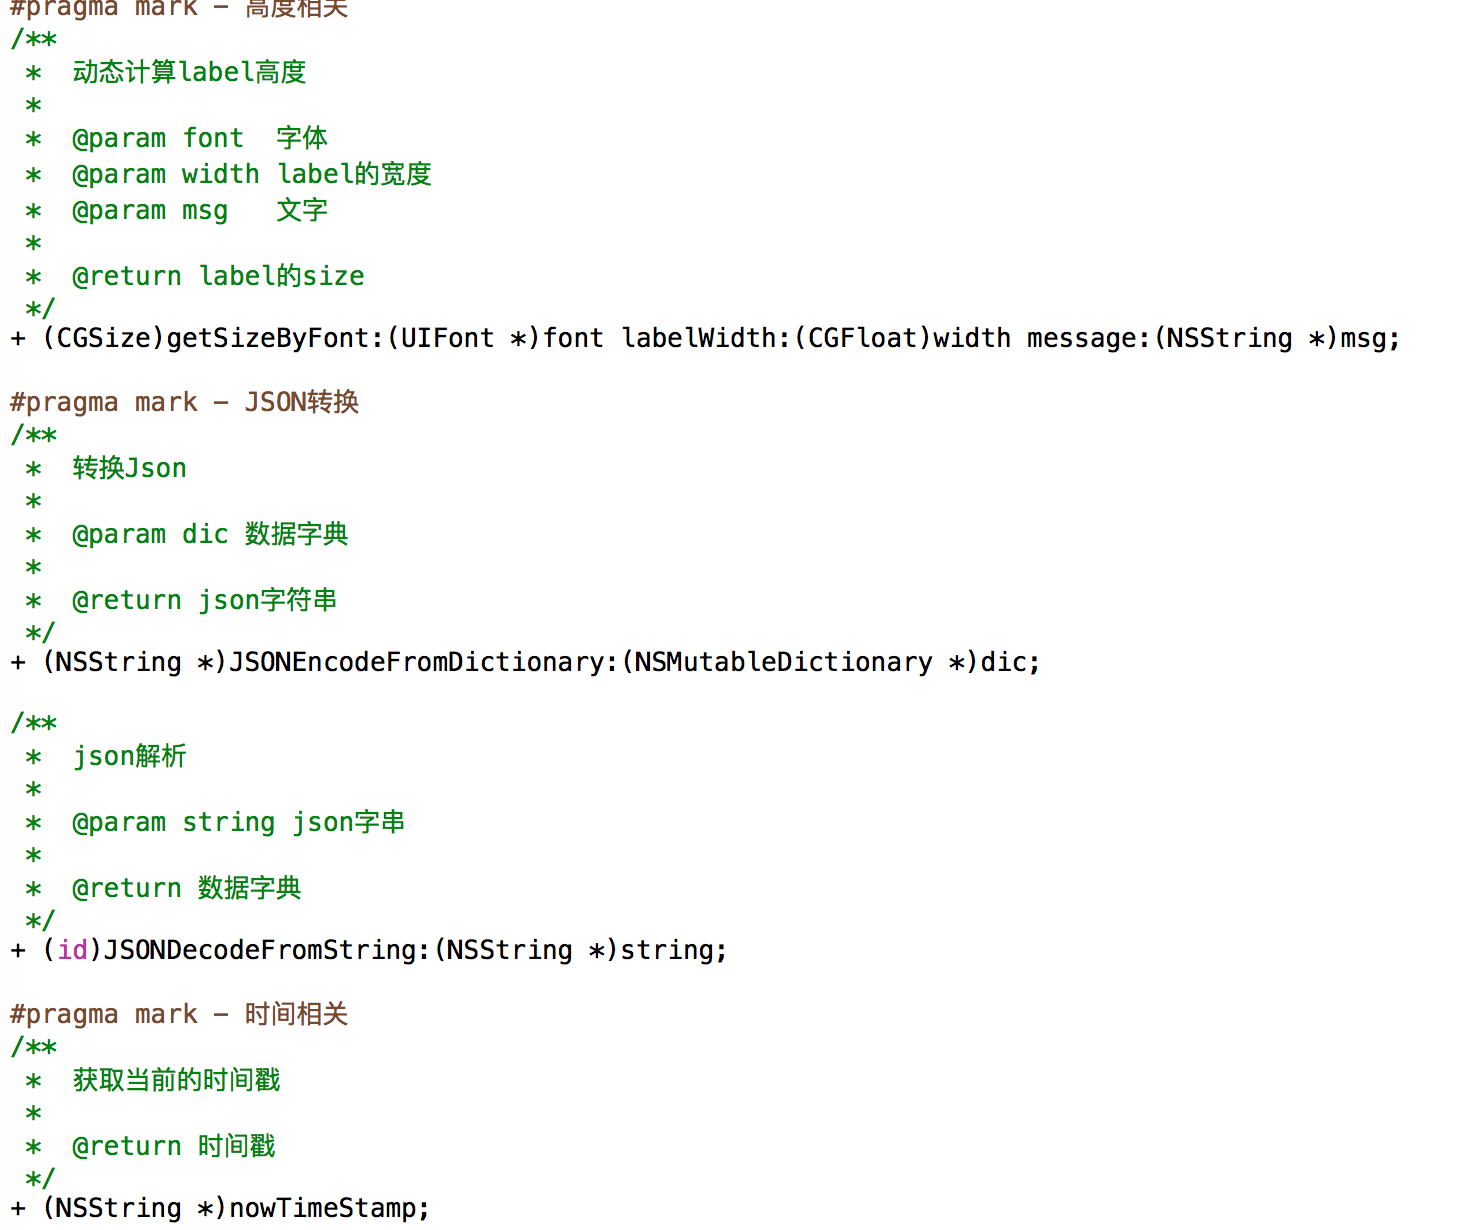 #pragma mark - 高度相关
/**
 *  动态计算label高度
 *
 *  @param font  字体
 *  @param width label的宽度
 *  @param msg   文字
 *
 *  @return label的size
 */
+ (CGSize)getSizeByFont:(UIFont *)font labelWidth:(CGFloat)width message:(NSString *)msg;
#pragma mark - JSON转换
/**
 *  转换Json
 *
 *  @param dic 数据字典
 *
 *  @return json字符串
 */
+ (NSString *)JSONEncodeFromDictionary:(NSMutableDictionary *)dic;
/**
 *  json解析
 *
 *  @param string json字串
 *
 *  @return 数据字典
 */
+ (id)JSONDecodeFromString:(NSString *)string;
#pragma mark - 时间相关
/**
 *  获取当前的时间戳
 *
 *  @return 时间戳
 */
+ (NSString *)nowTimeStamp;